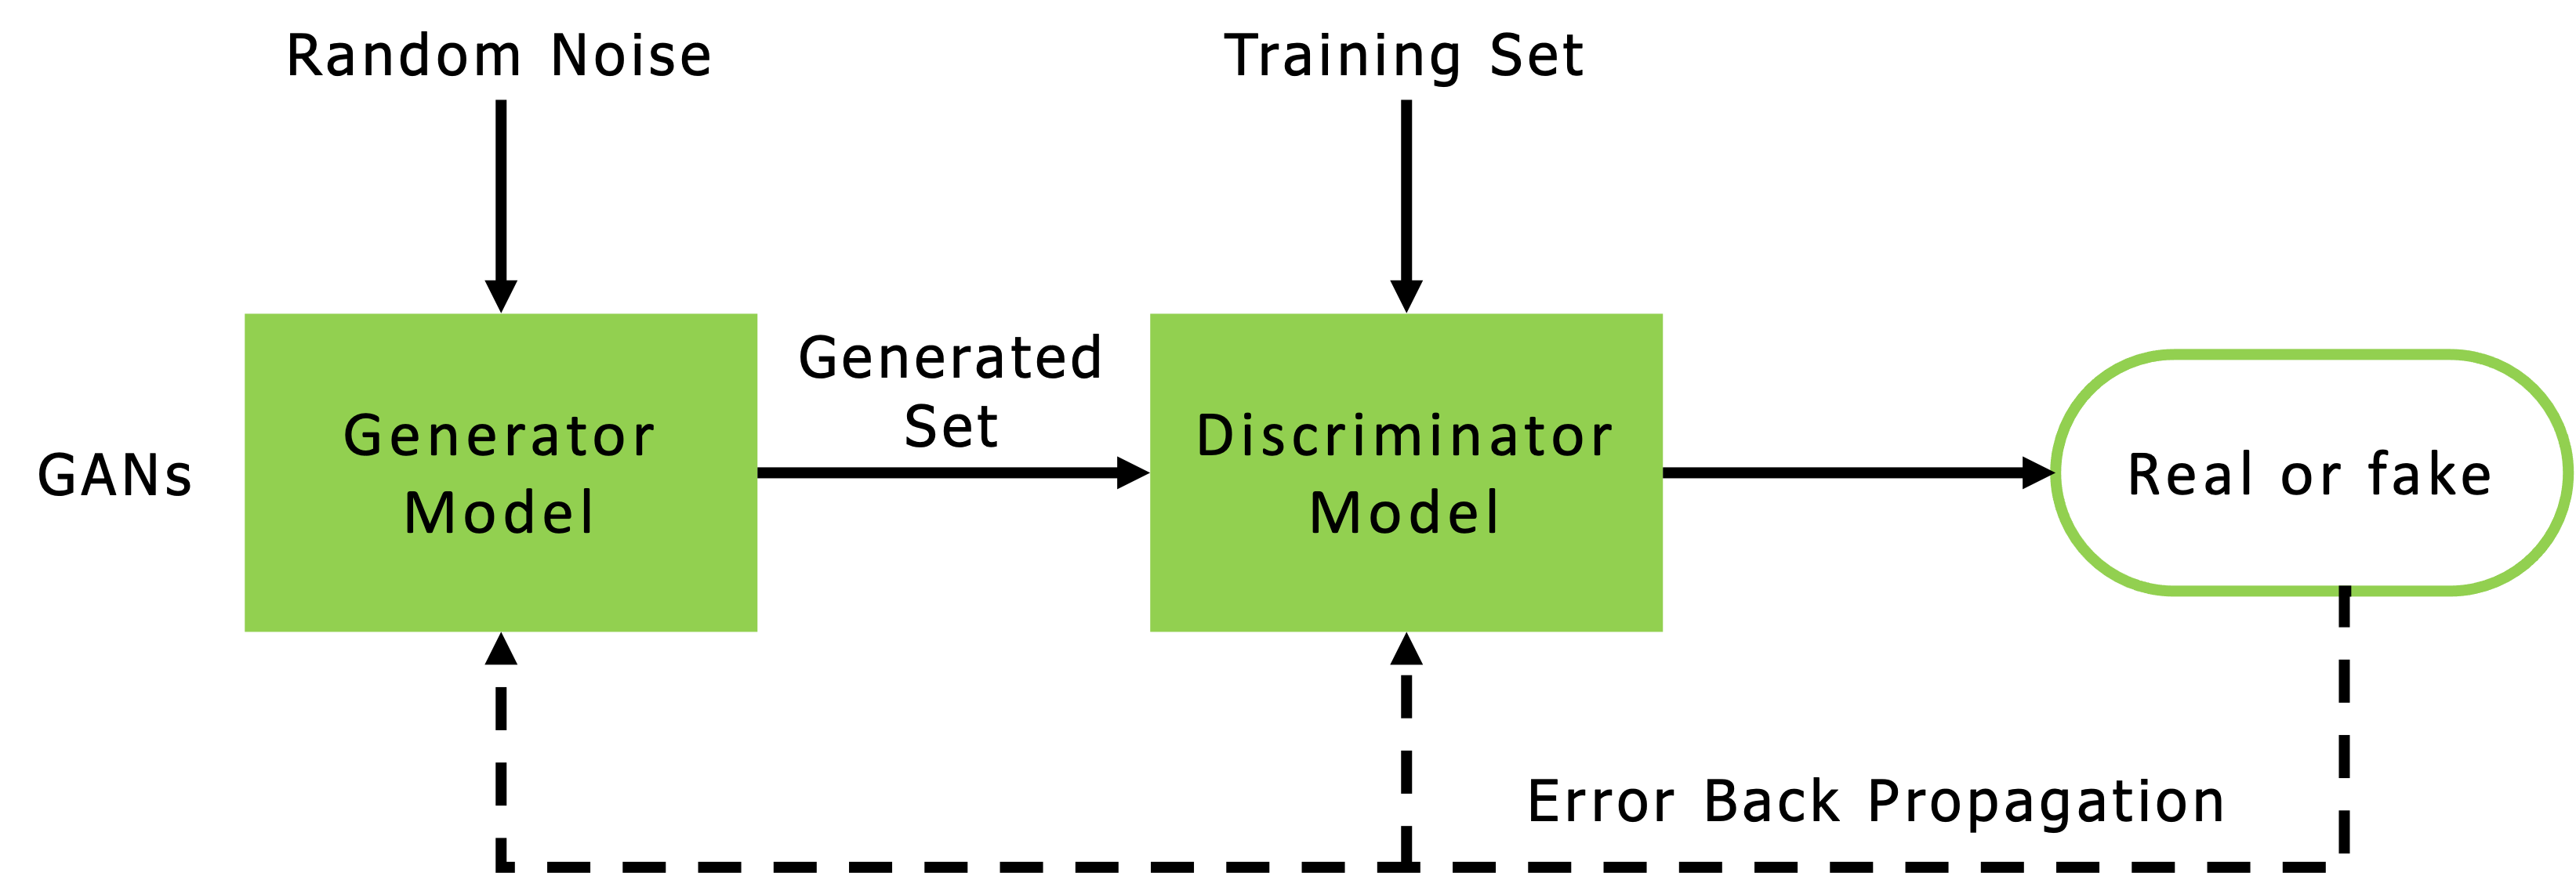 Random Noise
Training Set
GANs
Generator
Model
Generated
Set
Discriminator
Model
Real or fake
Error Back Propagation